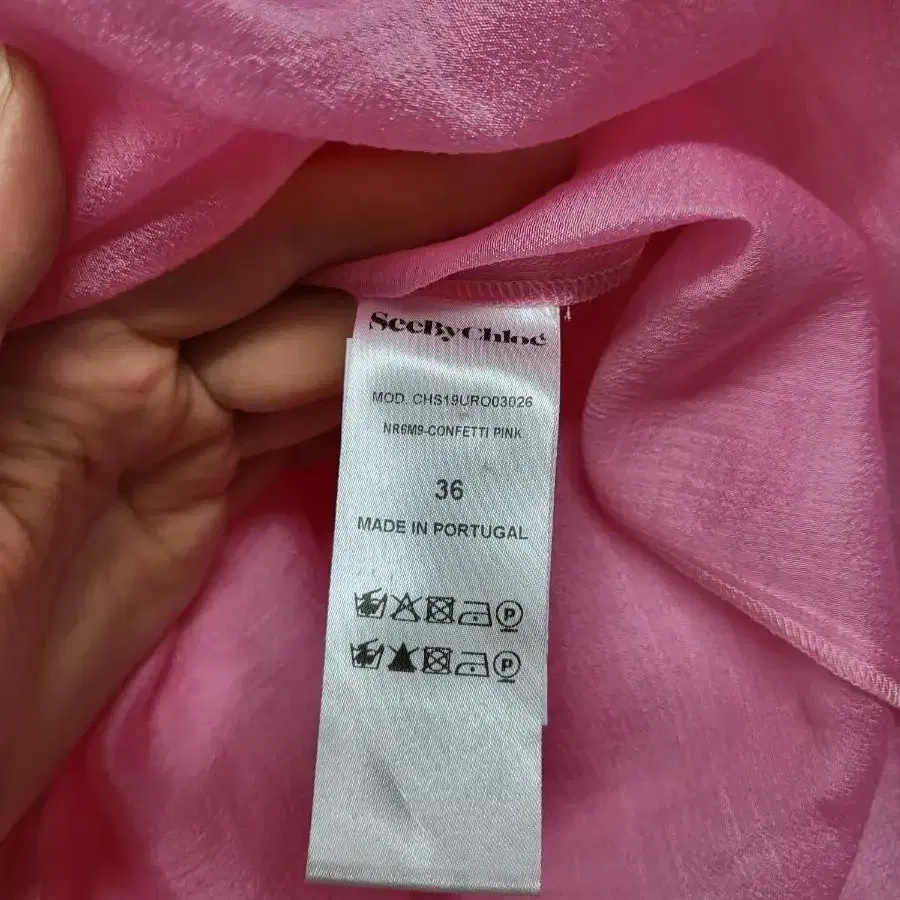 SeeByChloé
MOD. CHS19URO03026
NR6M9-CONFETTI PINK
36
MADE IN PORTUGAL
P
P